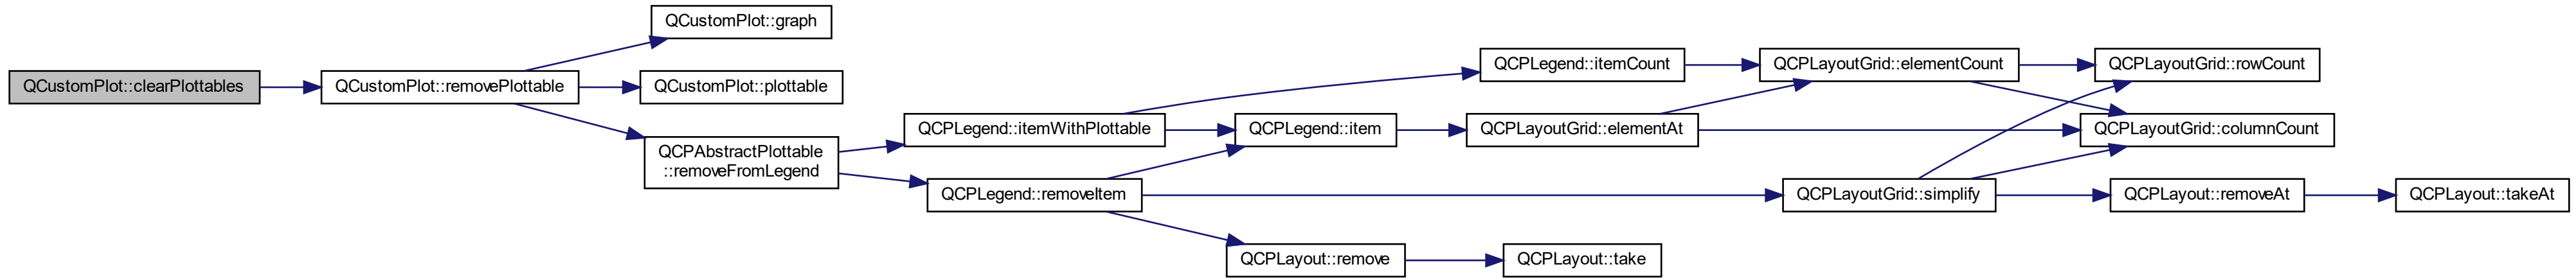 QCustomPlot::clearPlottables
QCustomPlot::removePlottable
QCustomPlot::graph
QCustomPlot::plottable
QCPAbstractPlottable
::removeFromLegend
QCPLegend::itemWithPlottable
QCPLegend::removeItem
QCPLegend::item
QCPLayout::remove
QCPLegend::itemCount
QCPLayoutGrid::elementAt
QCPLayout::take
QCPLayoutGrid::elementCount
QCPLayoutGrid::simplify
QCPLayoutGrid::rowCount
QCPLayoutGrid::columnCount
QCPLayout::removeAt
QCPLayout::takeAt